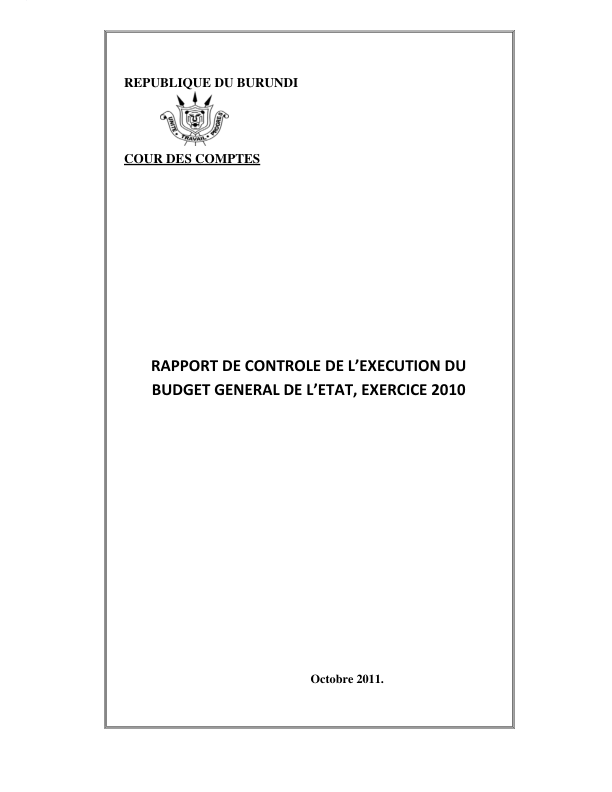 REPUBLIQUE DU BURUNDI
UNITE * TRAVAIL * PROGRES
COUR DES COMPTES
RAPPORT DE CONTROLE DE L’EXECUTION DU
BUDGET GENERAL DE L’ETAT, EXERCICE 2010
Octobre 2011.